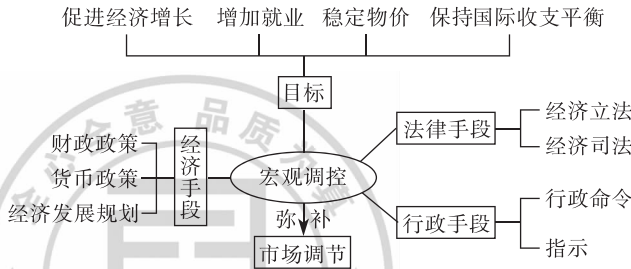 促进经济增长 增加就业 稳定物价 保持国际收支平衡
目标
财政政策
货币政策
经济发展规划
经济手段
宏观调控
法律手段
经济立法
经济司法
行政手段
行政命令
指示
弥补
市场调节